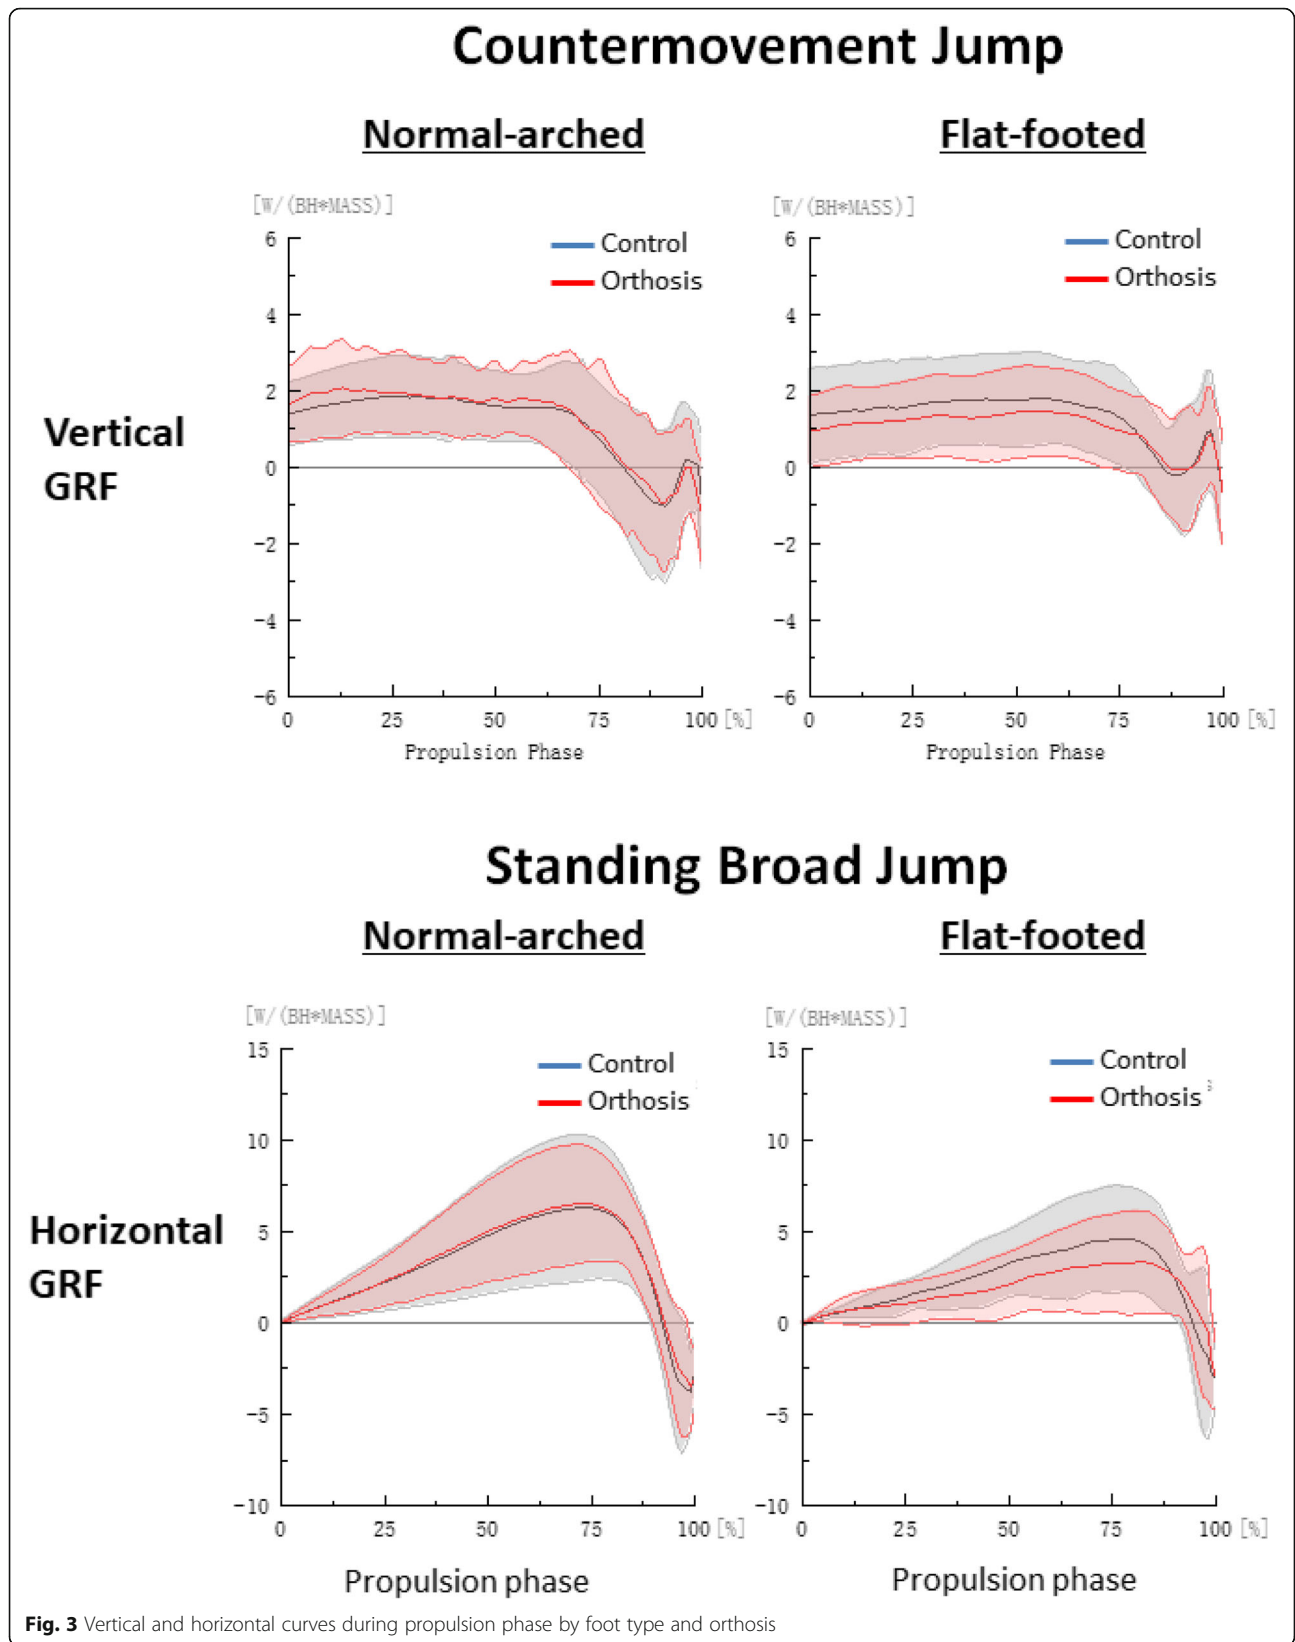 Countermovement Jump
Normal-arched
Flat-footed
[W/(BH*MASS)]
[W/(BH*MASS)]
6
4
2
0
-2
-4
-6
Control
Orthosis
6
4
2
0
-2
-4
-6
Control
Orthosis
Vertical
GRF
0 25 50 75 100 [%]
Propulsion Phase
0 25 50 75 100 [%]
Propulsion Phase
Standing Broad Jump
Normal-arched
Flat-footed
[W/(BH*MASS)]
[W/(BH*MASS)]
15
10
5
0
-5
-10
Control
Orthosis
15
10
5
0
-5
-10
Control
Orthosis
Horizontal
GRF
0 25 50 75 100 [%]
Propulsion phase
0 25 50 75 100 [%]
Propulsion phase
Fig. 3 Vertical and horizontal curves during propulsion phase by foot type and orthosis